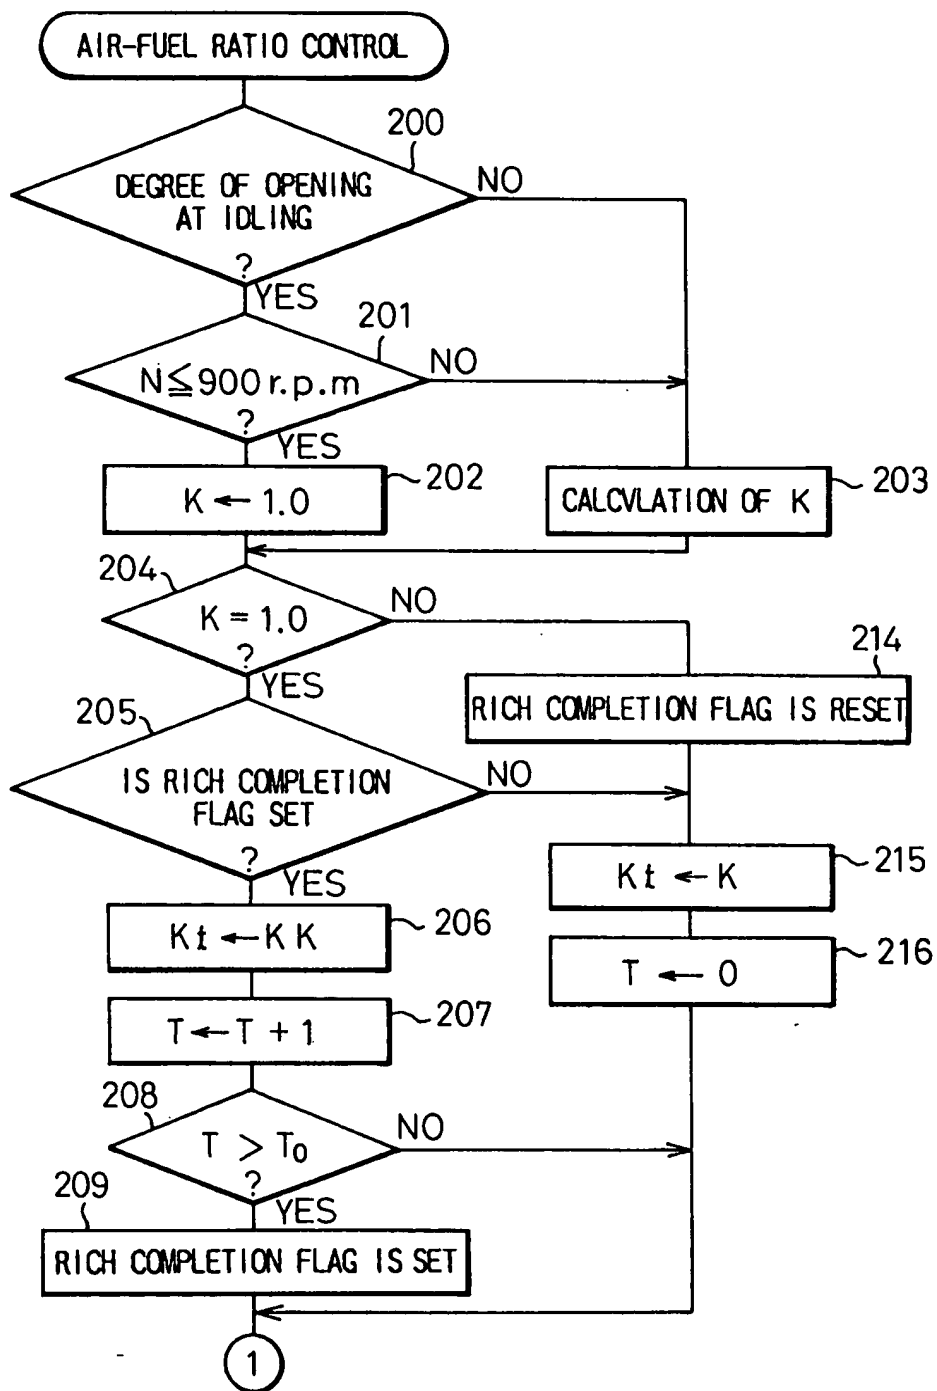 AIR-FUEL RATIO CONTROL
200
DEGREE OF OPENING
AT IDLING
?
NO
YES
201
N≦900 r.p.m
?
NO
YES
K ← 1.0
202
CALCVLATION OF K
203
204
K = 1.0
?
NO
YES
214
RICH COMPLETION FLAG IS RESET
205
IS RICH COMPLETION
FLAG SET
?
NO
YES
Kt ← K
215
Kt ← KK
206
T ← 0
216
T ← T + 1
207
208
T > T0
?
NO
YES
209
RICH COMPLETION FLAG IS SET
1